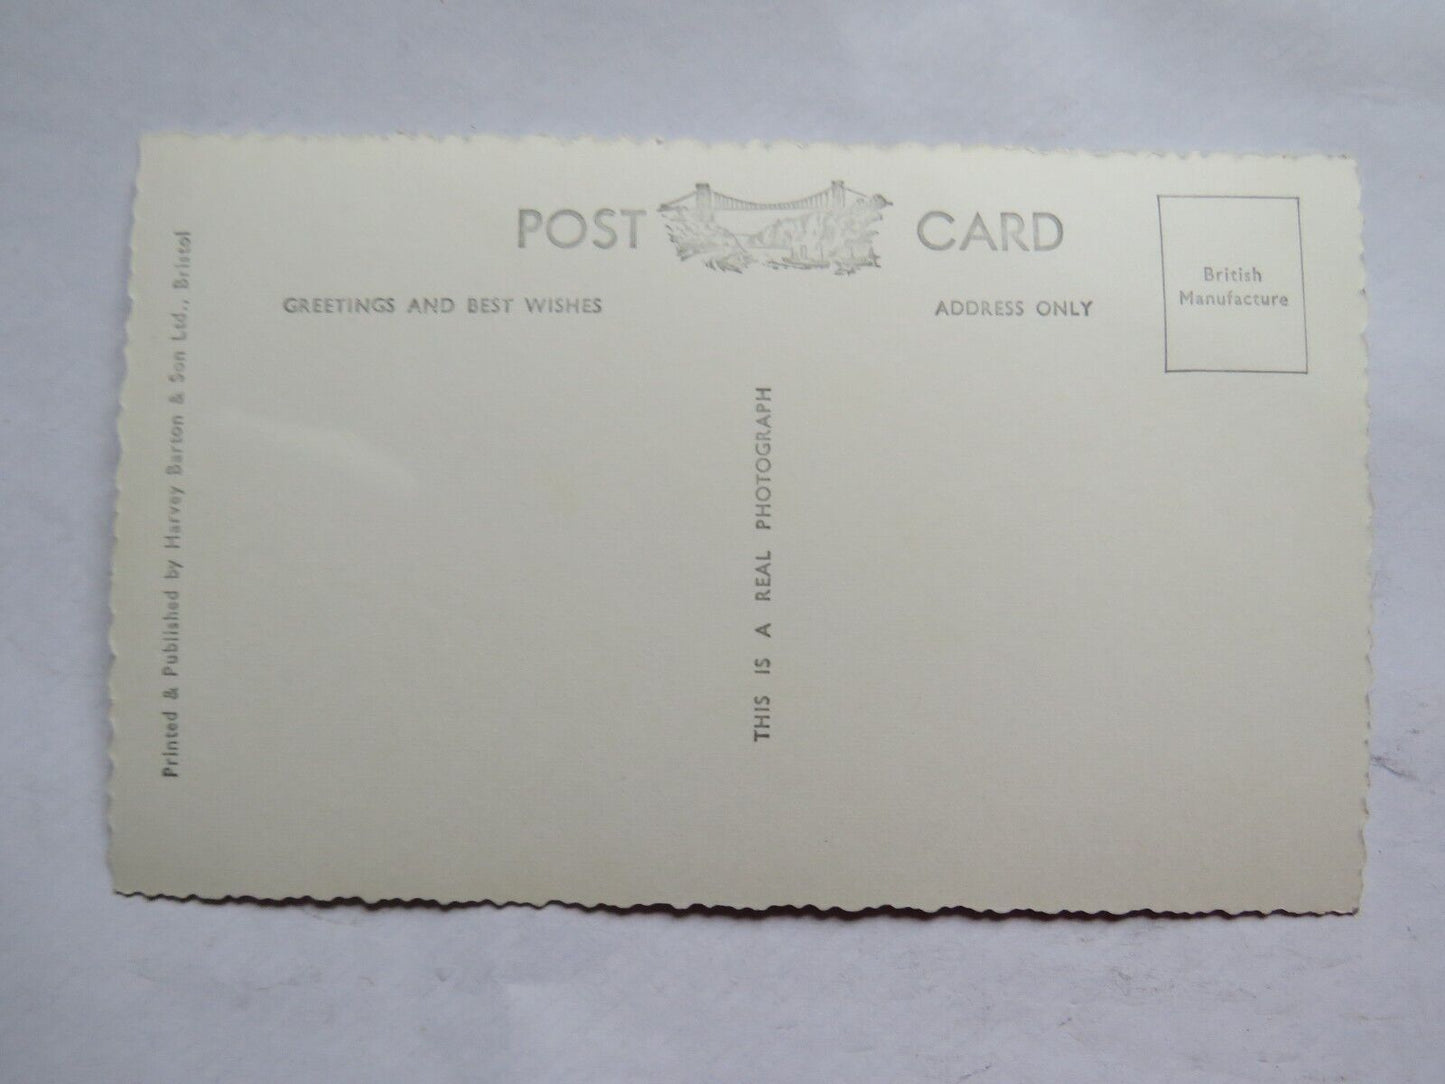 POST CARD
GREETINGS AND BEST WISHES
ADDRESS ONLY
British
Manufacture
Printed & Published by Harvey Barton & Son Ltd., Bristol
THIS IS A REAL PHOTOGRAPH